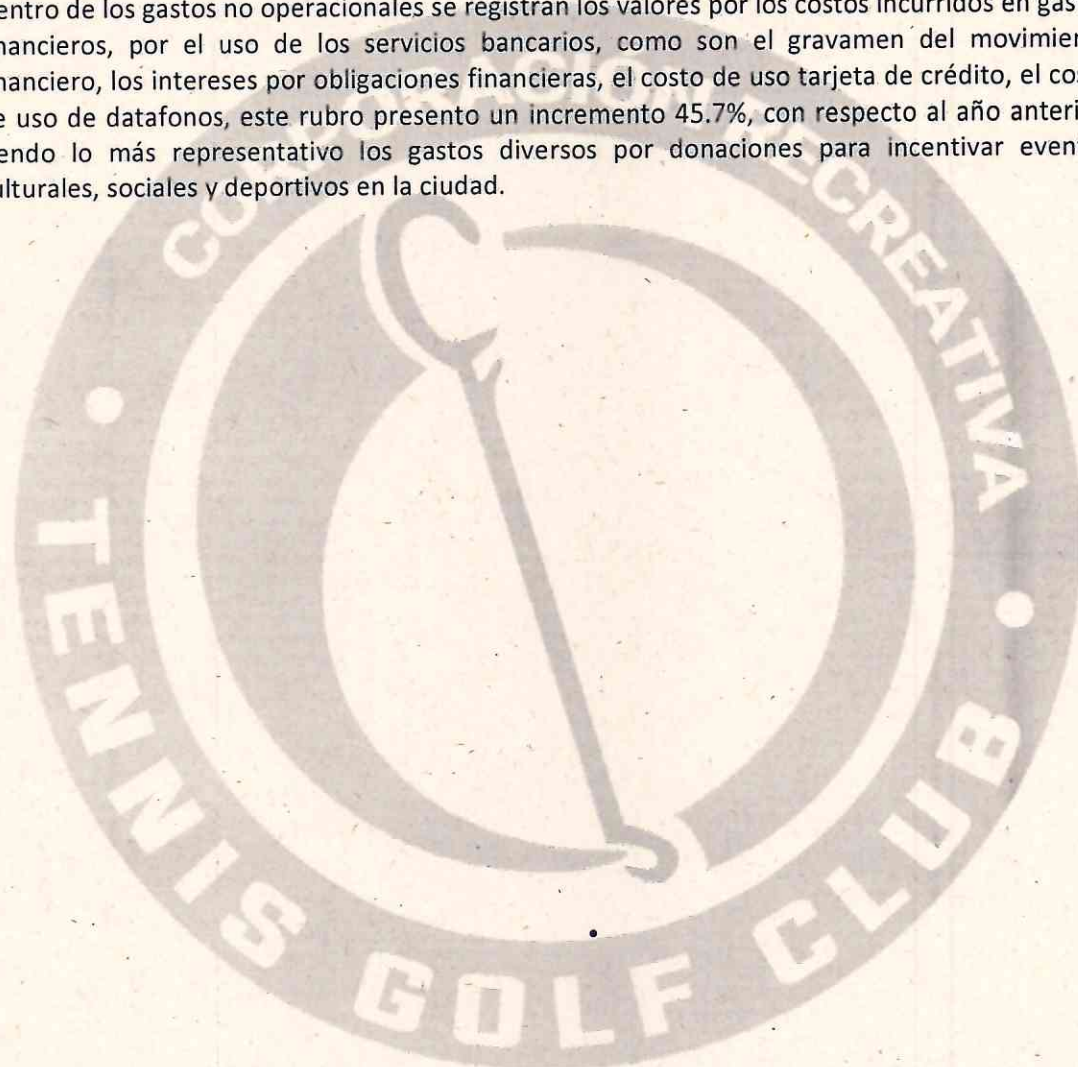 entro de los gastos no operacionales se registran los valores por los costos incurridos en gas
nancieros, por el uso de los servicios bancarios, como son el gravamen del movimien
nanciero, los intereses por obligaciones financieras, el costo de uso tarjeta de crédito, el cos
e uso de datafonos, este rubro presento un incremento 45.7%, con respecto al año anteri
endo lo más representativo los gastos diversos por donaciones para incentivar even
ulturales, sociales y deportivos en la ciudad.
CORPORACION RECREATIVA
TENNIS GOLF CLUB